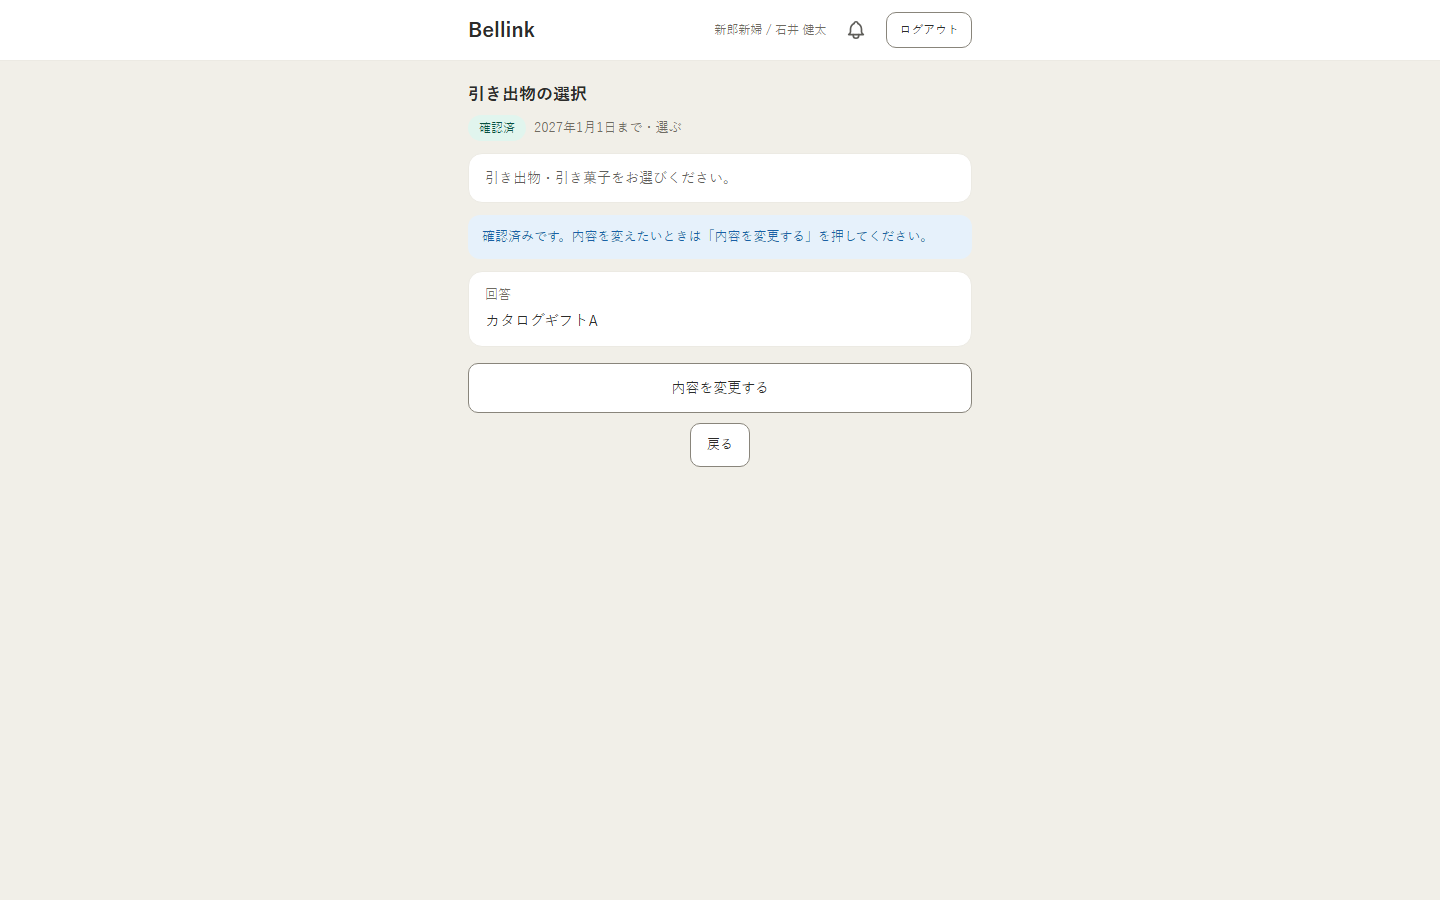 Bellink
新郎新婦 / 石井 健太
ログアウト
引き出物の選択
確認済
2027年1月1日まで・選ぶ
引き出物・引き菓子をお選びください。
確認済みです。内容を変えたいときは「内容を変更する」を押してください。
回答
カタログギフトA
内容を変更する
戻る